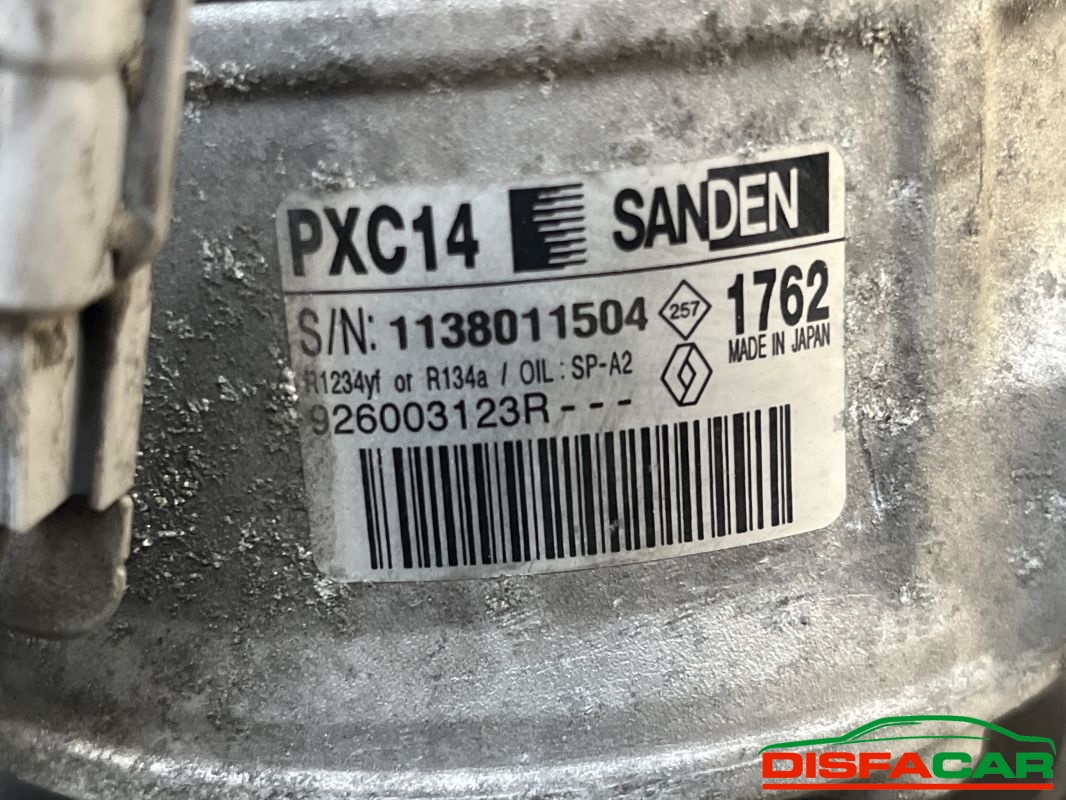 PXC14 SANDEN
S/N: 1138011504 257 1762
MADE IN JAPAN
R1234yf or R134a / OIL : SP-A2
926003123R - - -
DISFACAR